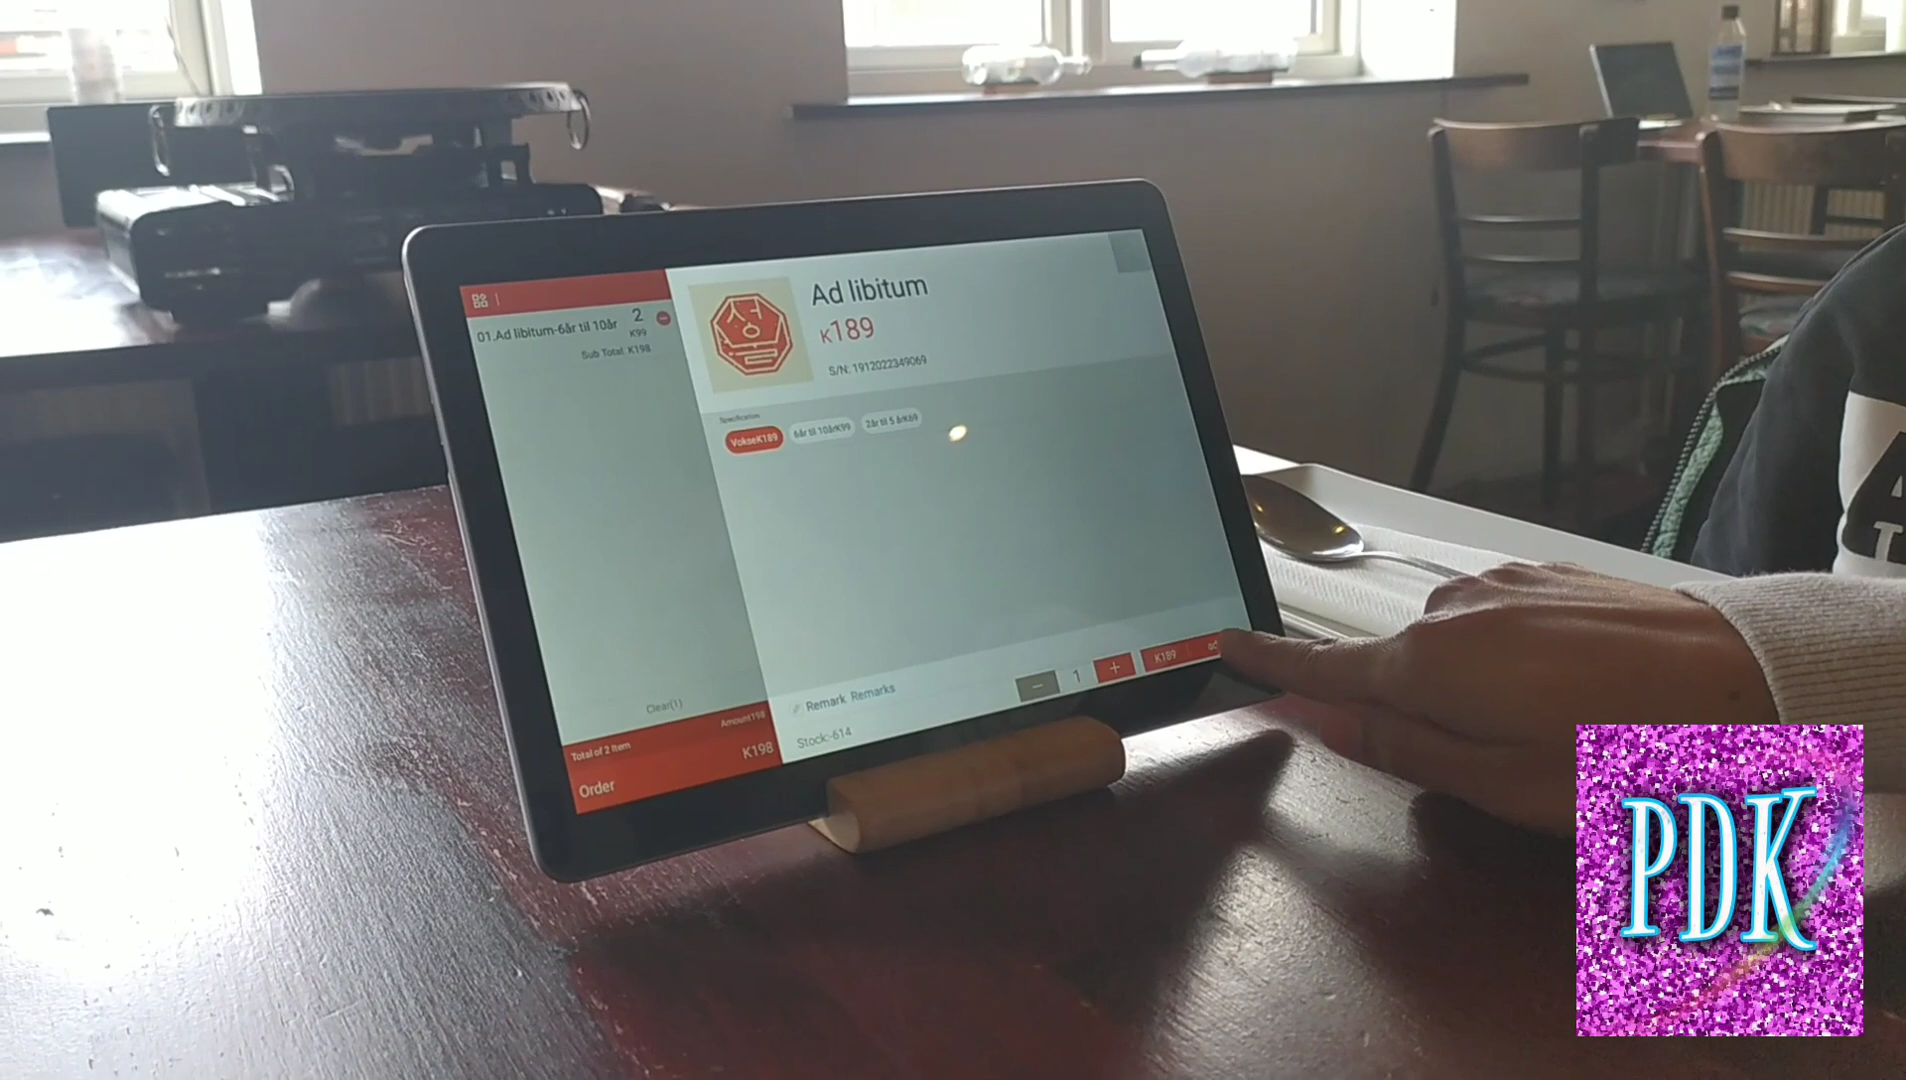 01.Ad libitum-6år til 10år 2
K99
Sub Total: K198
Clear(1)
Amount198
Total of 2 Item
K198
Order
성
Ad libitum
K189
S/N: 1912022349069
Specification
VokseK189 6år til 10årK99 2år til 5 årK69
Remark Remarks
− 1 + K189
Stock:-614
PDK